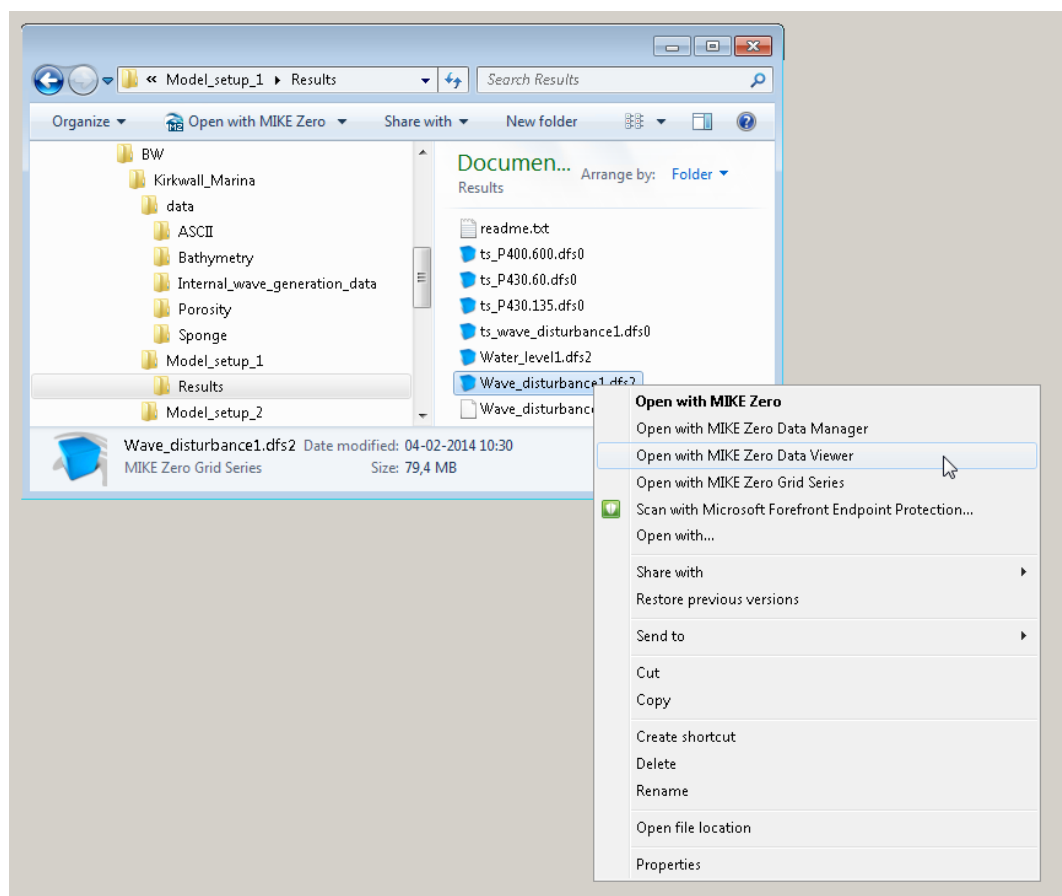 « Model_setup_1 ▸ Results
Search Results
Organize
Open with MIKE Zero
Share with
New folder
BW
Kirkwall_Marina
data
ASCII
Bathymetry
Internal_wave_generation_data
Porosity
Sponge
Model_setup_1
Results
Model_setup_2
Documen...
Results
Arrange by: Folder
readme.txt
ts_P400.600.dfs0
ts_P430.60.dfs0
ts_P430.135.dfs0
ts_wave_disturbance1.dfs0
Water_level1.dfs2
Wave_disturbance1.dfs2
Wave_disturbance
Wave_disturbance1.dfs2 Date modified: 04-02-2014 10:30
MIKE Zero Grid Series Size: 79,4 MB
Open with MIKE Zero
Open with MIKE Zero Data Manager
Open with MIKE Zero Data Viewer
Open with MIKE Zero Grid Series
Scan with Microsoft Forefront Endpoint Protection...
Open with...
Share with
Restore previous versions
Send to
Cut
Copy
Create shortcut
Delete
Rename
Open file location
Properties